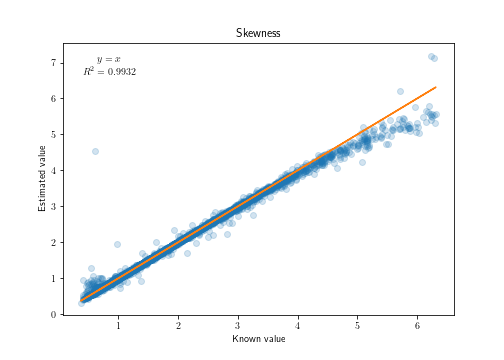 Skewness
y = x
R² = 0.9932
7
6
5
4
3
2
1
0
Estimated value
1 2 3 4 5 6
Known value